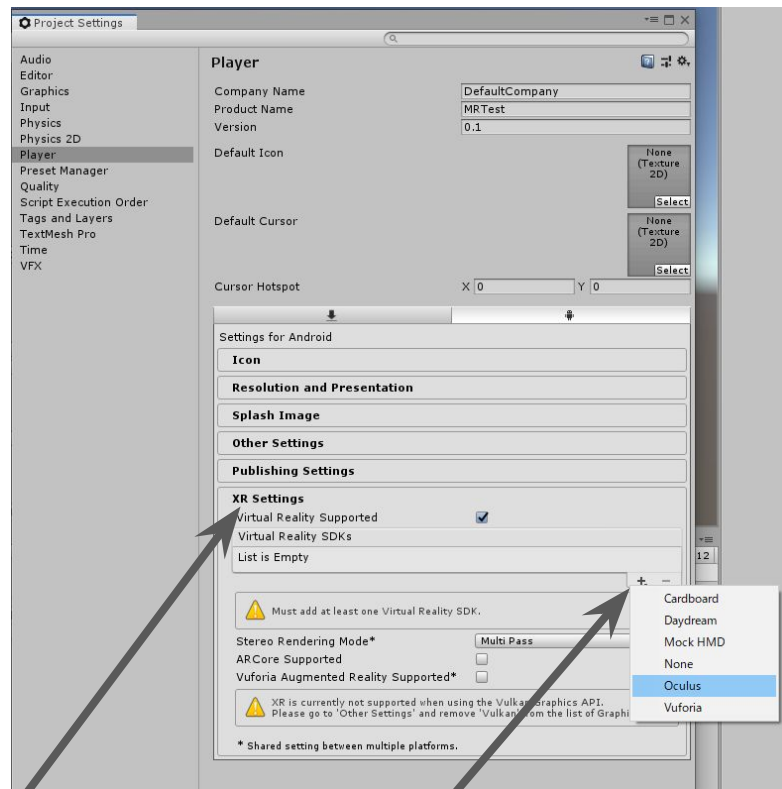 Project Settings
Audio
Editor
Graphics
Input
Physics
Physics 2D
Player
Preset Manager
Quality
Script Execution Order
Tags and Layers
TextMesh Pro
Time
VFX
Player
Company Name DefaultCompany
Product Name MRTest
Version 0.1
Default Icon
None
(Texture
2D)
Select
Default Cursor
None
(Texture
2D)
Select
Cursor Hotspot X 0 Y 0
Settings for Android
Icon
Resolution and Presentation
Splash Image
Other Settings
Publishing Settings
XR Settings
Virtual Reality Supported
Virtual Reality SDKs
List is Empty
12
+ −
Must add at least one Virtual Reality SDK.
Stereo Rendering Mode* Multi Pass
ARCore Supported
Vuforia Augmented Reality Supported*
XR is currently not supported when using the Vulkan Graphics API.
Please go to 'Other Settings' and remove 'Vulkan' from the list of Graphi
* Shared setting between multiple platforms.
Cardboard
Daydream
Mock HMD
None
Oculus
Vuforia